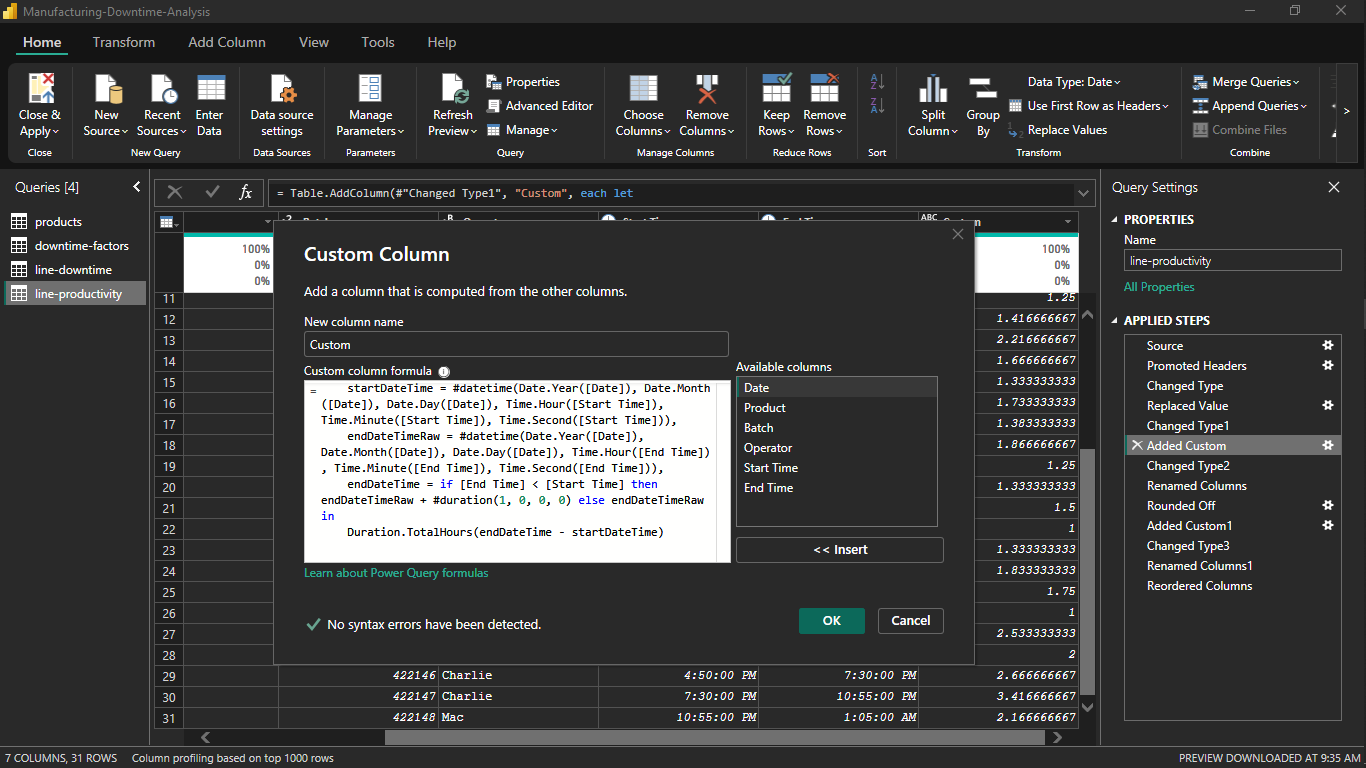 Manufacturing-Downtime-Analysis
Home Transform Add Column View Tools Help
Close & Apply
Close
New Source
Recent Sources
Enter Data
New Query
Data source settings
Data Sources
Manage Parameters
Parameters
Refresh Preview
Properties
Advanced Editor
Manage
Query
Choose Columns
Remove Columns
Manage Columns
Keep Rows
Remove Rows
Reduce Rows
Sort
Split Column
Group By
Data Type: Date
Use First Row as Headers
Replace Values
Transform
Merge Queries
Append Queries
Combine Files
Combine
Queries [4]
products
downtime-factors
line-downtime
line-productivity
= Table.AddColumn(#"Changed Type1", "Custom", each let
100%
0%
0%
Custom Column
Add a column that is computed from the other columns.
New column name
Custom
Custom column formula
= startDateTime = #datetime(Date.Year([Date]), Date.Month
([Date]), Date.Day([Date]), Time.Hour([Start Time]),
Time.Minute([Start Time]), Time.Second([Start Time])),
endDateTimeRaw = #datetime(Date.Year([Date]),
Date.Month([Date]), Date.Day([Date]), Time.Hour([End Time])
, Time.Minute([End Time]), Time.Second([End Time])),
endDateTime = if [End Time] < [Start Time] then
endDateTimeRaw + #duration(1, 0, 0, 0) else endDateTimeRaw
in
Duration.TotalHours(endDateTime - startDateTime)
Learn about Power Query formulas
No syntax errors have been detected.
Available columns
Date
Product
Batch
Operator
Start Time
End Time
<< Insert
OK
Cancel
ABC
100%
0%
0%
11 1.25
12 1.416666667
13 2.216666667
14 1.666666667
15 1.333333333
16 1.733333333
17 1.383333333
18 1.866666667
19 1.25
20 1.333333333
21 1.5
22 1
23 1.333333333
24 1.833333333
25 1.75
26 1
27 2.533333333
28 2
29 422146 Charlie 4:50:00 PM 7:30:00 PM 2.666666667
30 422147 Charlie 7:30:00 PM 10:55:00 PM 3.416666667
31 422148 Mac 10:55:00 PM 1:05:00 AM 2.166666667
Query Settings
PROPERTIES
Name
line-productivity
All Properties
APPLIED STEPS
Source
Promoted Headers
Changed Type
Replaced Value
Changed Type1
Added Custom
Changed Type2
Renamed Columns
Rounded Off
Added Custom1
Changed Type3
Renamed Columns1
Reordered Columns
7 COLUMNS, 31 ROWS Column profiling based on top 1000 rows
PREVIEW DOWNLOADED AT 9:35 AM